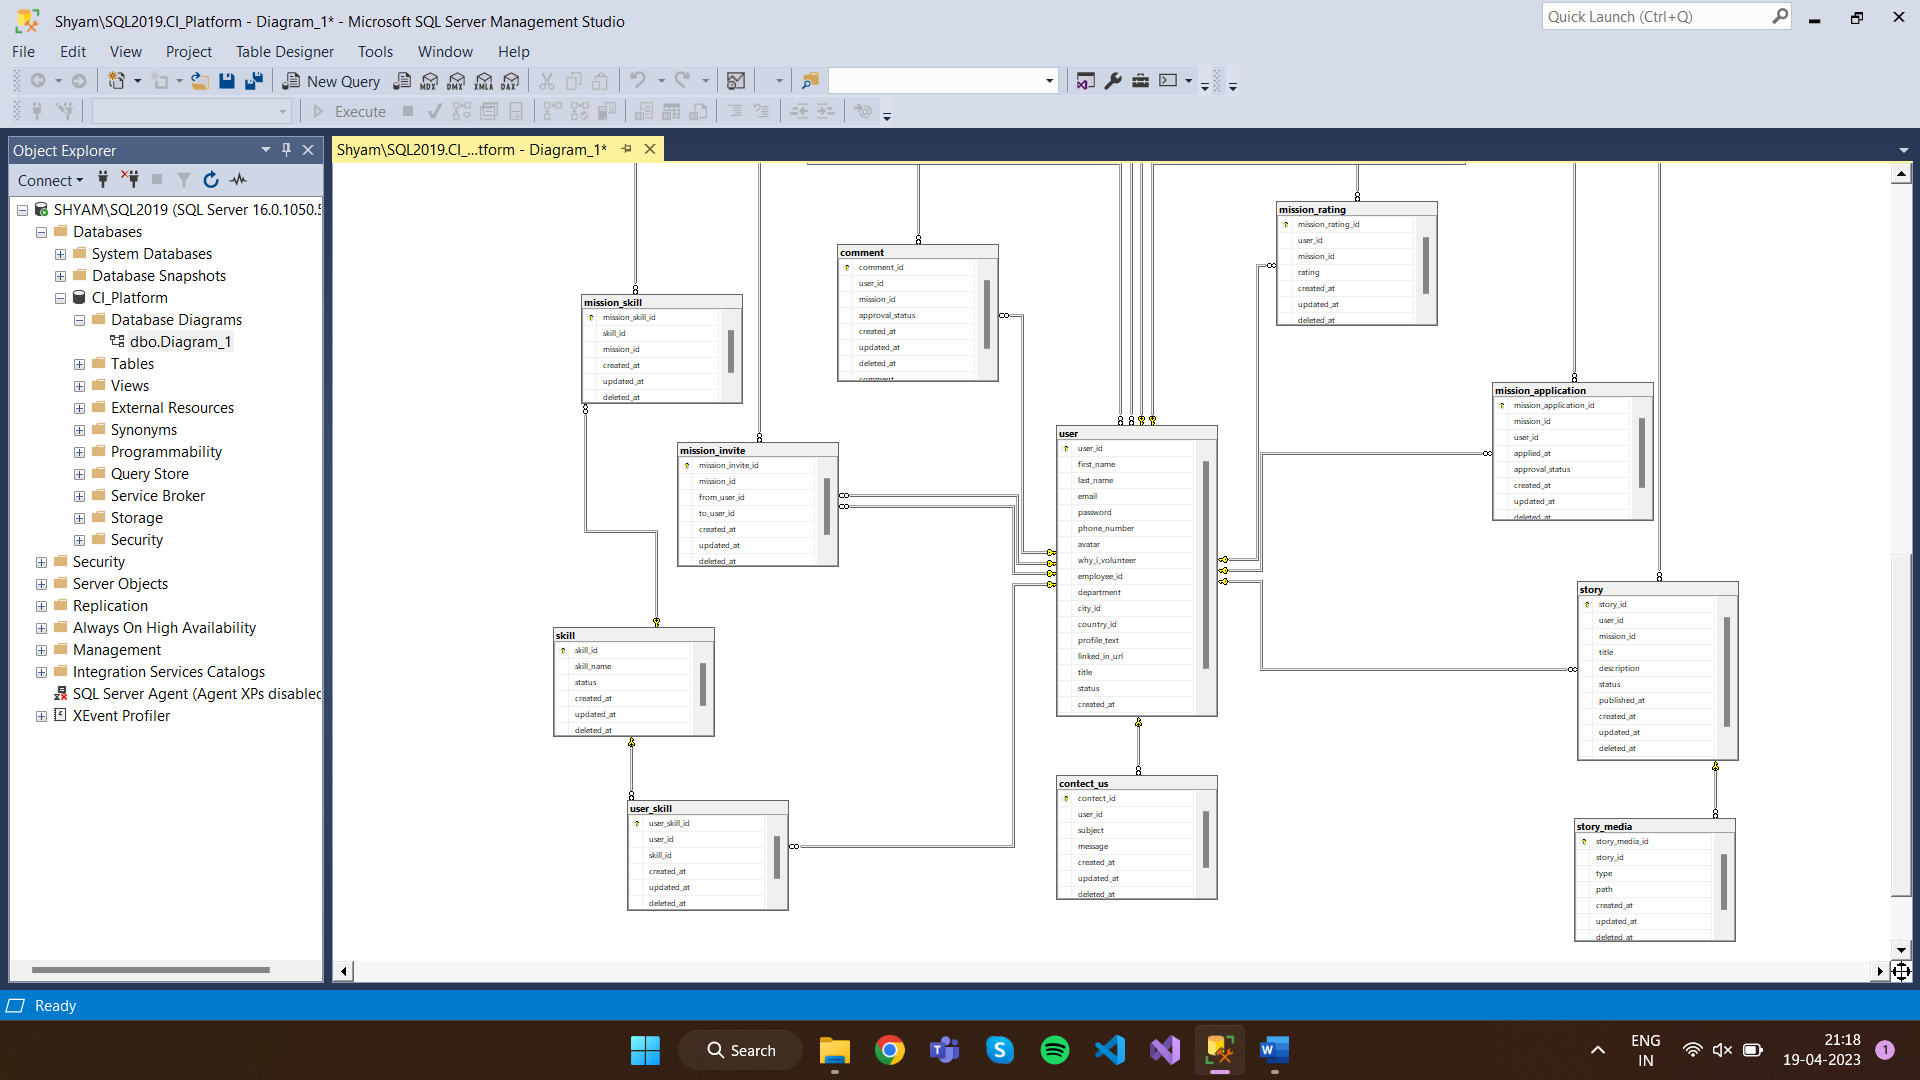 Shyam\SQL2019.CI_Platform - Diagram_1* - Microsoft SQL Server Management Studio
Quick Launch (Ctrl+Q)
File Edit View Project Table Designer Tools Window Help
New Query
MDX DMX XMLA DAX
Execute
Object Explorer
Connect
SHYAM\SQL2019 (SQL Server 16.0.1050.5
Databases
System Databases
Database Snapshots
CI_Platform
Database Diagrams
dbo.Diagram_1
Tables
Views
External Resources
Synonyms
Programmability
Query Store
Service Broker
Storage
Security
Security
Server Objects
Replication
Always On High Availability
Management
Integration Services Catalogs
SQL Server Agent (Agent XPs disabled
XEvent Profiler
Shyam\SQL2019.CI_...tform - Diagram_1*
mission_skill
mission_skill_id
skill_id
mission_id
created_at
updated_at
deleted_at
comment
comment_id
user_id
mission_id
approval_status
created_at
updated_at
deleted_at
comment
mission_rating
mission_rating_id
user_id
mission_id
rating
created_at
updated_at
deleted_at
mission_invite
mission_invite_id
mission_id
from_user_id
to_user_id
created_at
updated_at
deleted_at
user
user_id
first_name
last_name
email
password
phone_number
avatar
why_i_volunteer
employee_id
department
city_id
country_id
profile_text
linked_in_url
title
status
created_at
mission_application
mission_application_id
mission_id
user_id
applied_at
approval_status
created_at
updated_at
deleted_at
skill
skill_id
skill_name
status
created_at
updated_at
deleted_at
story
story_id
user_id
mission_id
title
description
status
published_at
created_at
updated_at
deleted_at
user_skill
user_skill_id
user_id
skill_id
created_at
updated_at
deleted_at
contect_us
contect_id
user_id
subject
message
created_at
updated_at
deleted_at
story_media
story_media_id
story_id
type
path
created_at
updated_at
deleted_at
Ready
Search
ENG
IN
21:18
19-04-2023
1